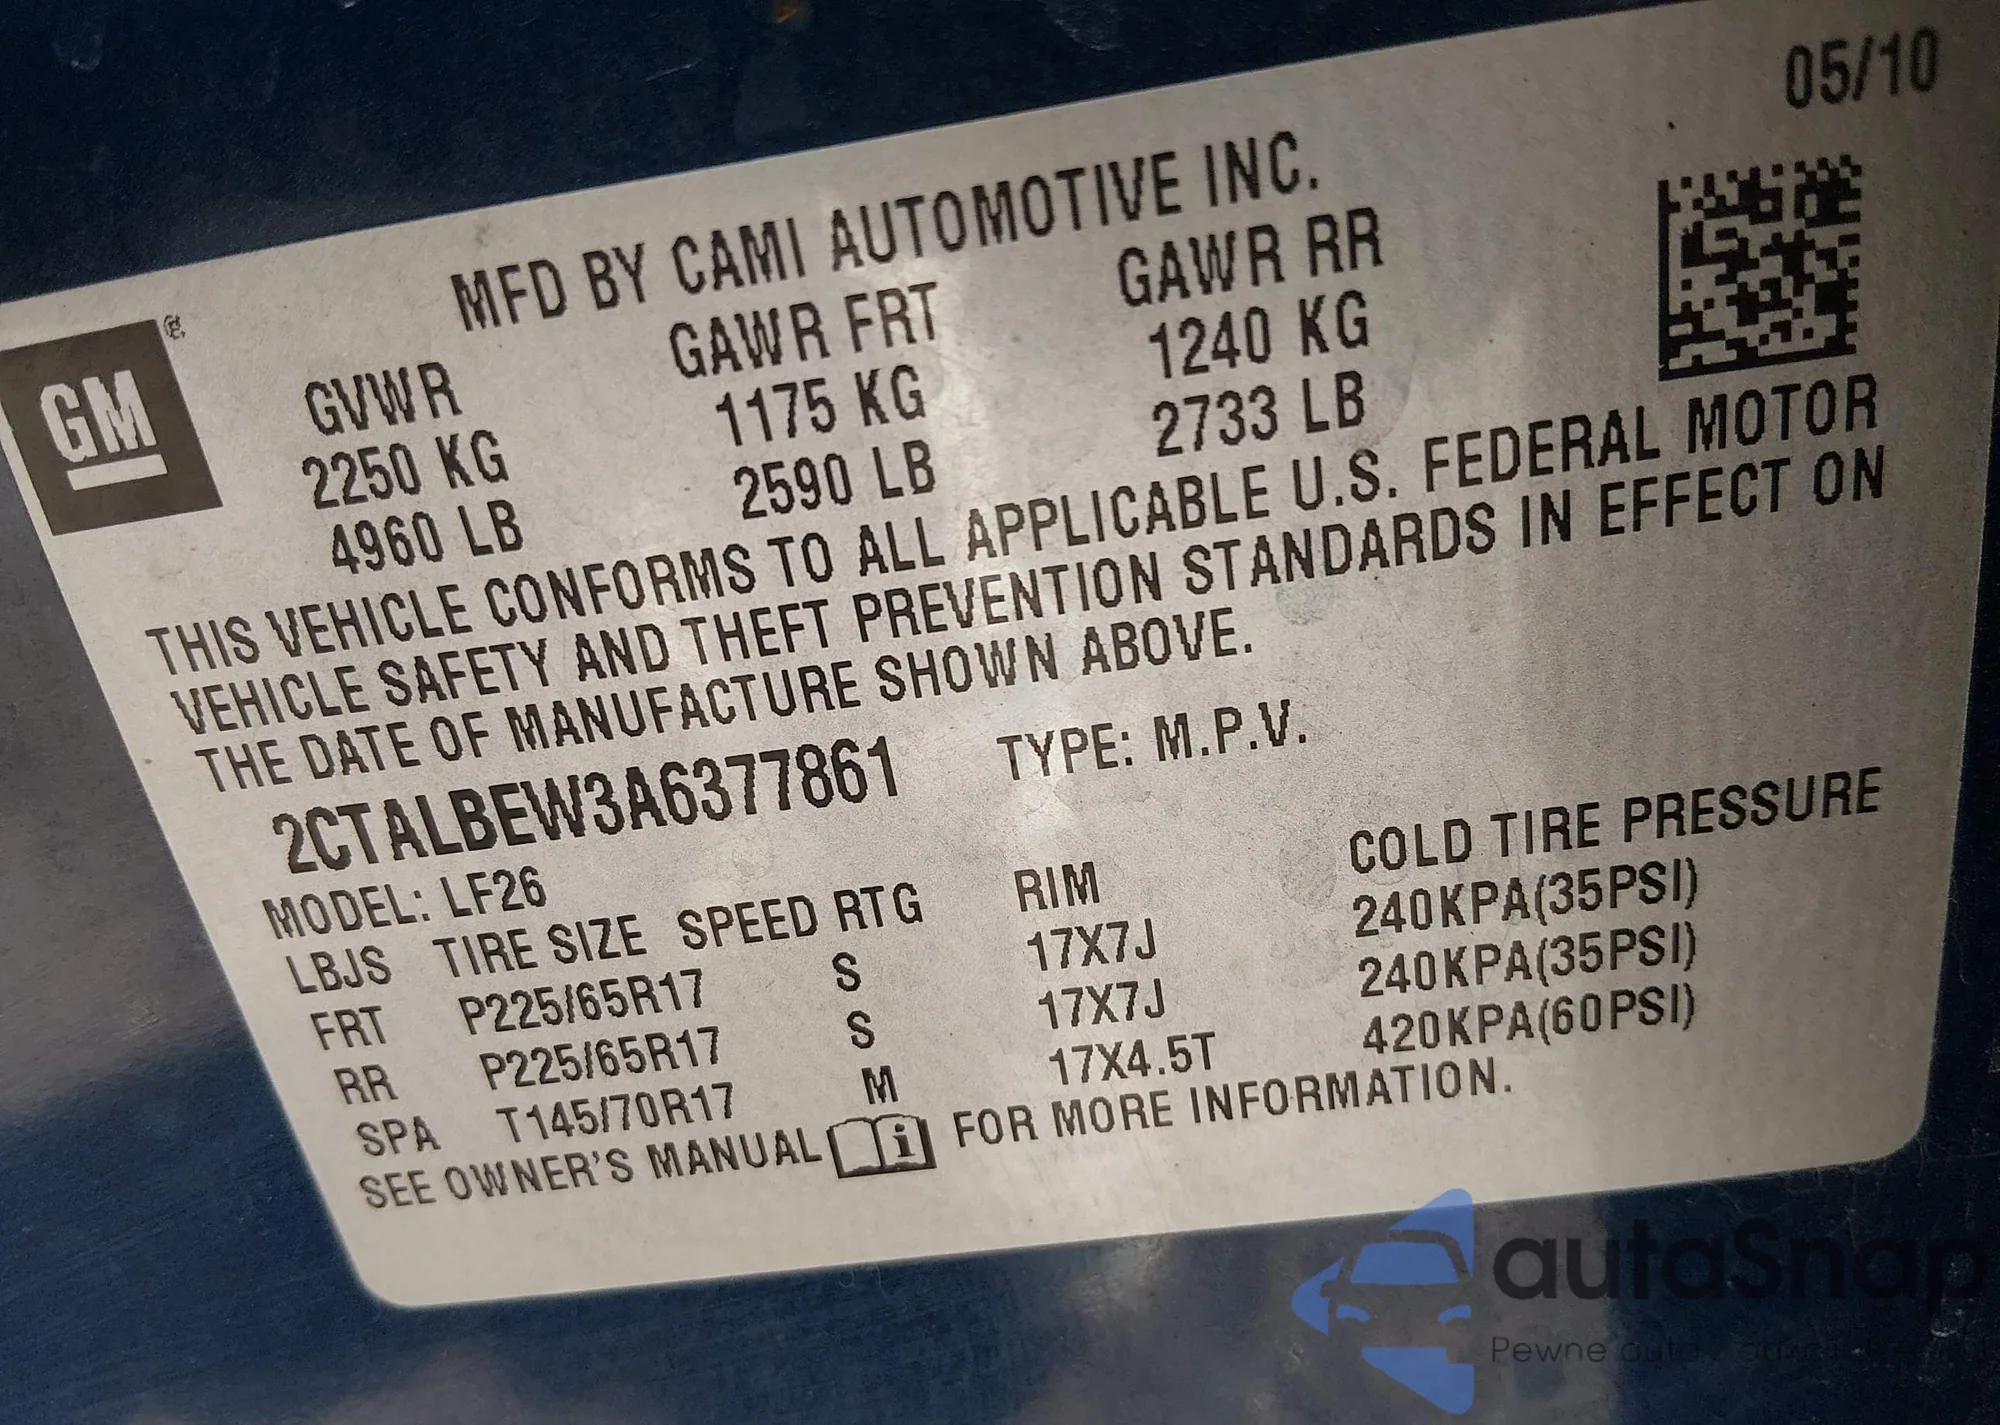 05/10
MFD BY CAMI AUTOMOTIVE INC.
GM
GVWR GAWR FRT GAWR RR
2250 KG 1175 KG 1240 KG
4960 LB 2590 LB 2733 LB
THIS VEHICLE CONFORMS TO ALL APPLICABLE U.S. FEDERAL MOTOR
VEHICLE SAFETY AND THEFT PREVENTION STANDARDS IN EFFECT ON
THE DATE OF MANUFACTURE SHOWN ABOVE.
2CTALBEW3A6377861 TYPE: M.P.V.
MODEL: LF26
LBJS TIRE SIZE SPEED RTG RIM COLD TIRE PRESSURE
FRT P225/65R17 S 17X7J 240KPA(35PSI)
RR P225/65R17 S 17X7J 240KPA(35PSI)
SPA T145/70R17 M 17X4.5T 420KPA(60PSI)
SEE OWNER'S MANUAL i FOR MORE INFORMATION.
autaSnap
Pewne auta